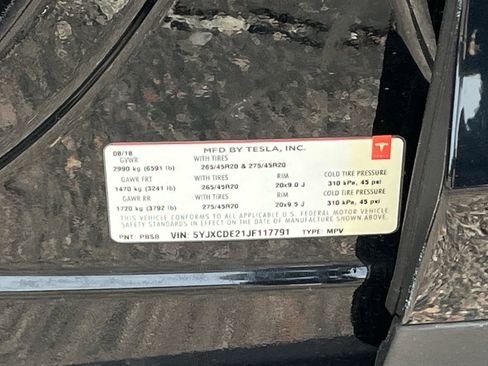 08/18 MFD BY TESLA, INC.
GVWR WITH TIRES
2990 kg (6591 lb) 265/45R20 & 275/45R20
GAWR FRT WITH TIRES RIM COLD TIRE PRESSURE
1470 kg (3241 lb) 265/45R20 20x9.0 J 310 kPa, 45 psi
GAWR RR WITH TIRES RIM COLD TIRE PRESSURE
1720 kg (3792 lb) 275/45R20 20x9.5 J 310 kPa, 45 psi
THIS VEHICLE CONFORMS TO ALL APPLICABLE U.S. FEDERAL MOTOR VEHICLE
SAFETY STANDARDS IN EFFECT ON THE DATE OF MANUFACTURE SHOWN ABOVE.
PNT: PBSB VIN: 5YJXCDE21JF117791 TYPE: MPV